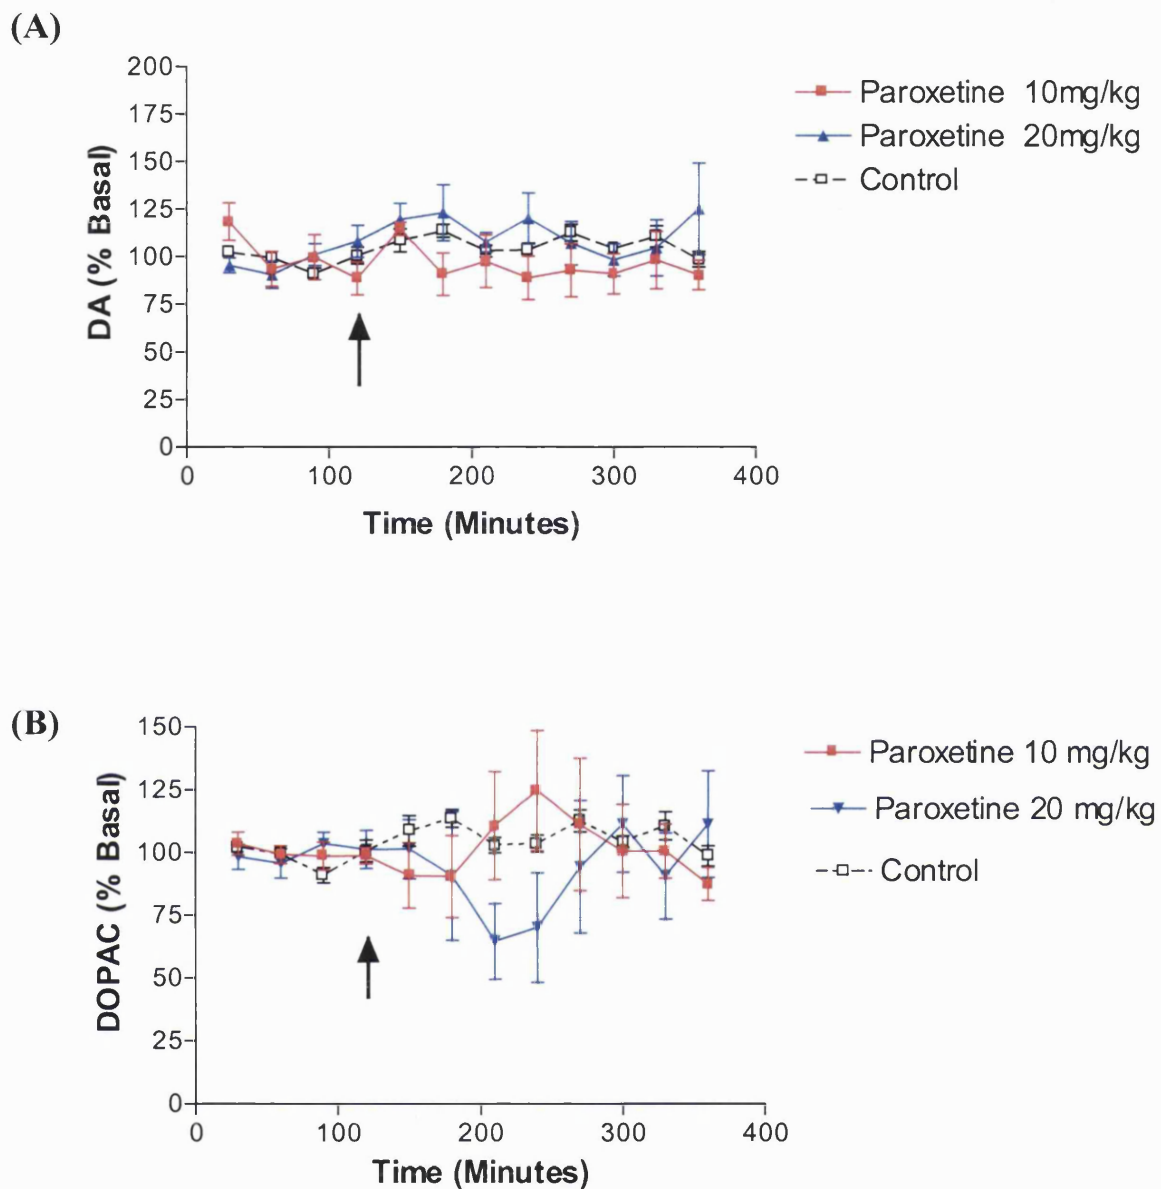 (A)
200
175
150
125
100
75
50
25
0
DA (% Basal)
0 100 200 300 400
Time (Minutes)
Paroxetine 10mg/kg
Paroxetine 20mg/kg
Control
(B)
150
125
100
75
50
25
0
DOPAC (% Basal)
0 100 200 300 400
Time (Minutes)
Paroxetine 10 mg/kg
Paroxetine 20 mg/kg
Control